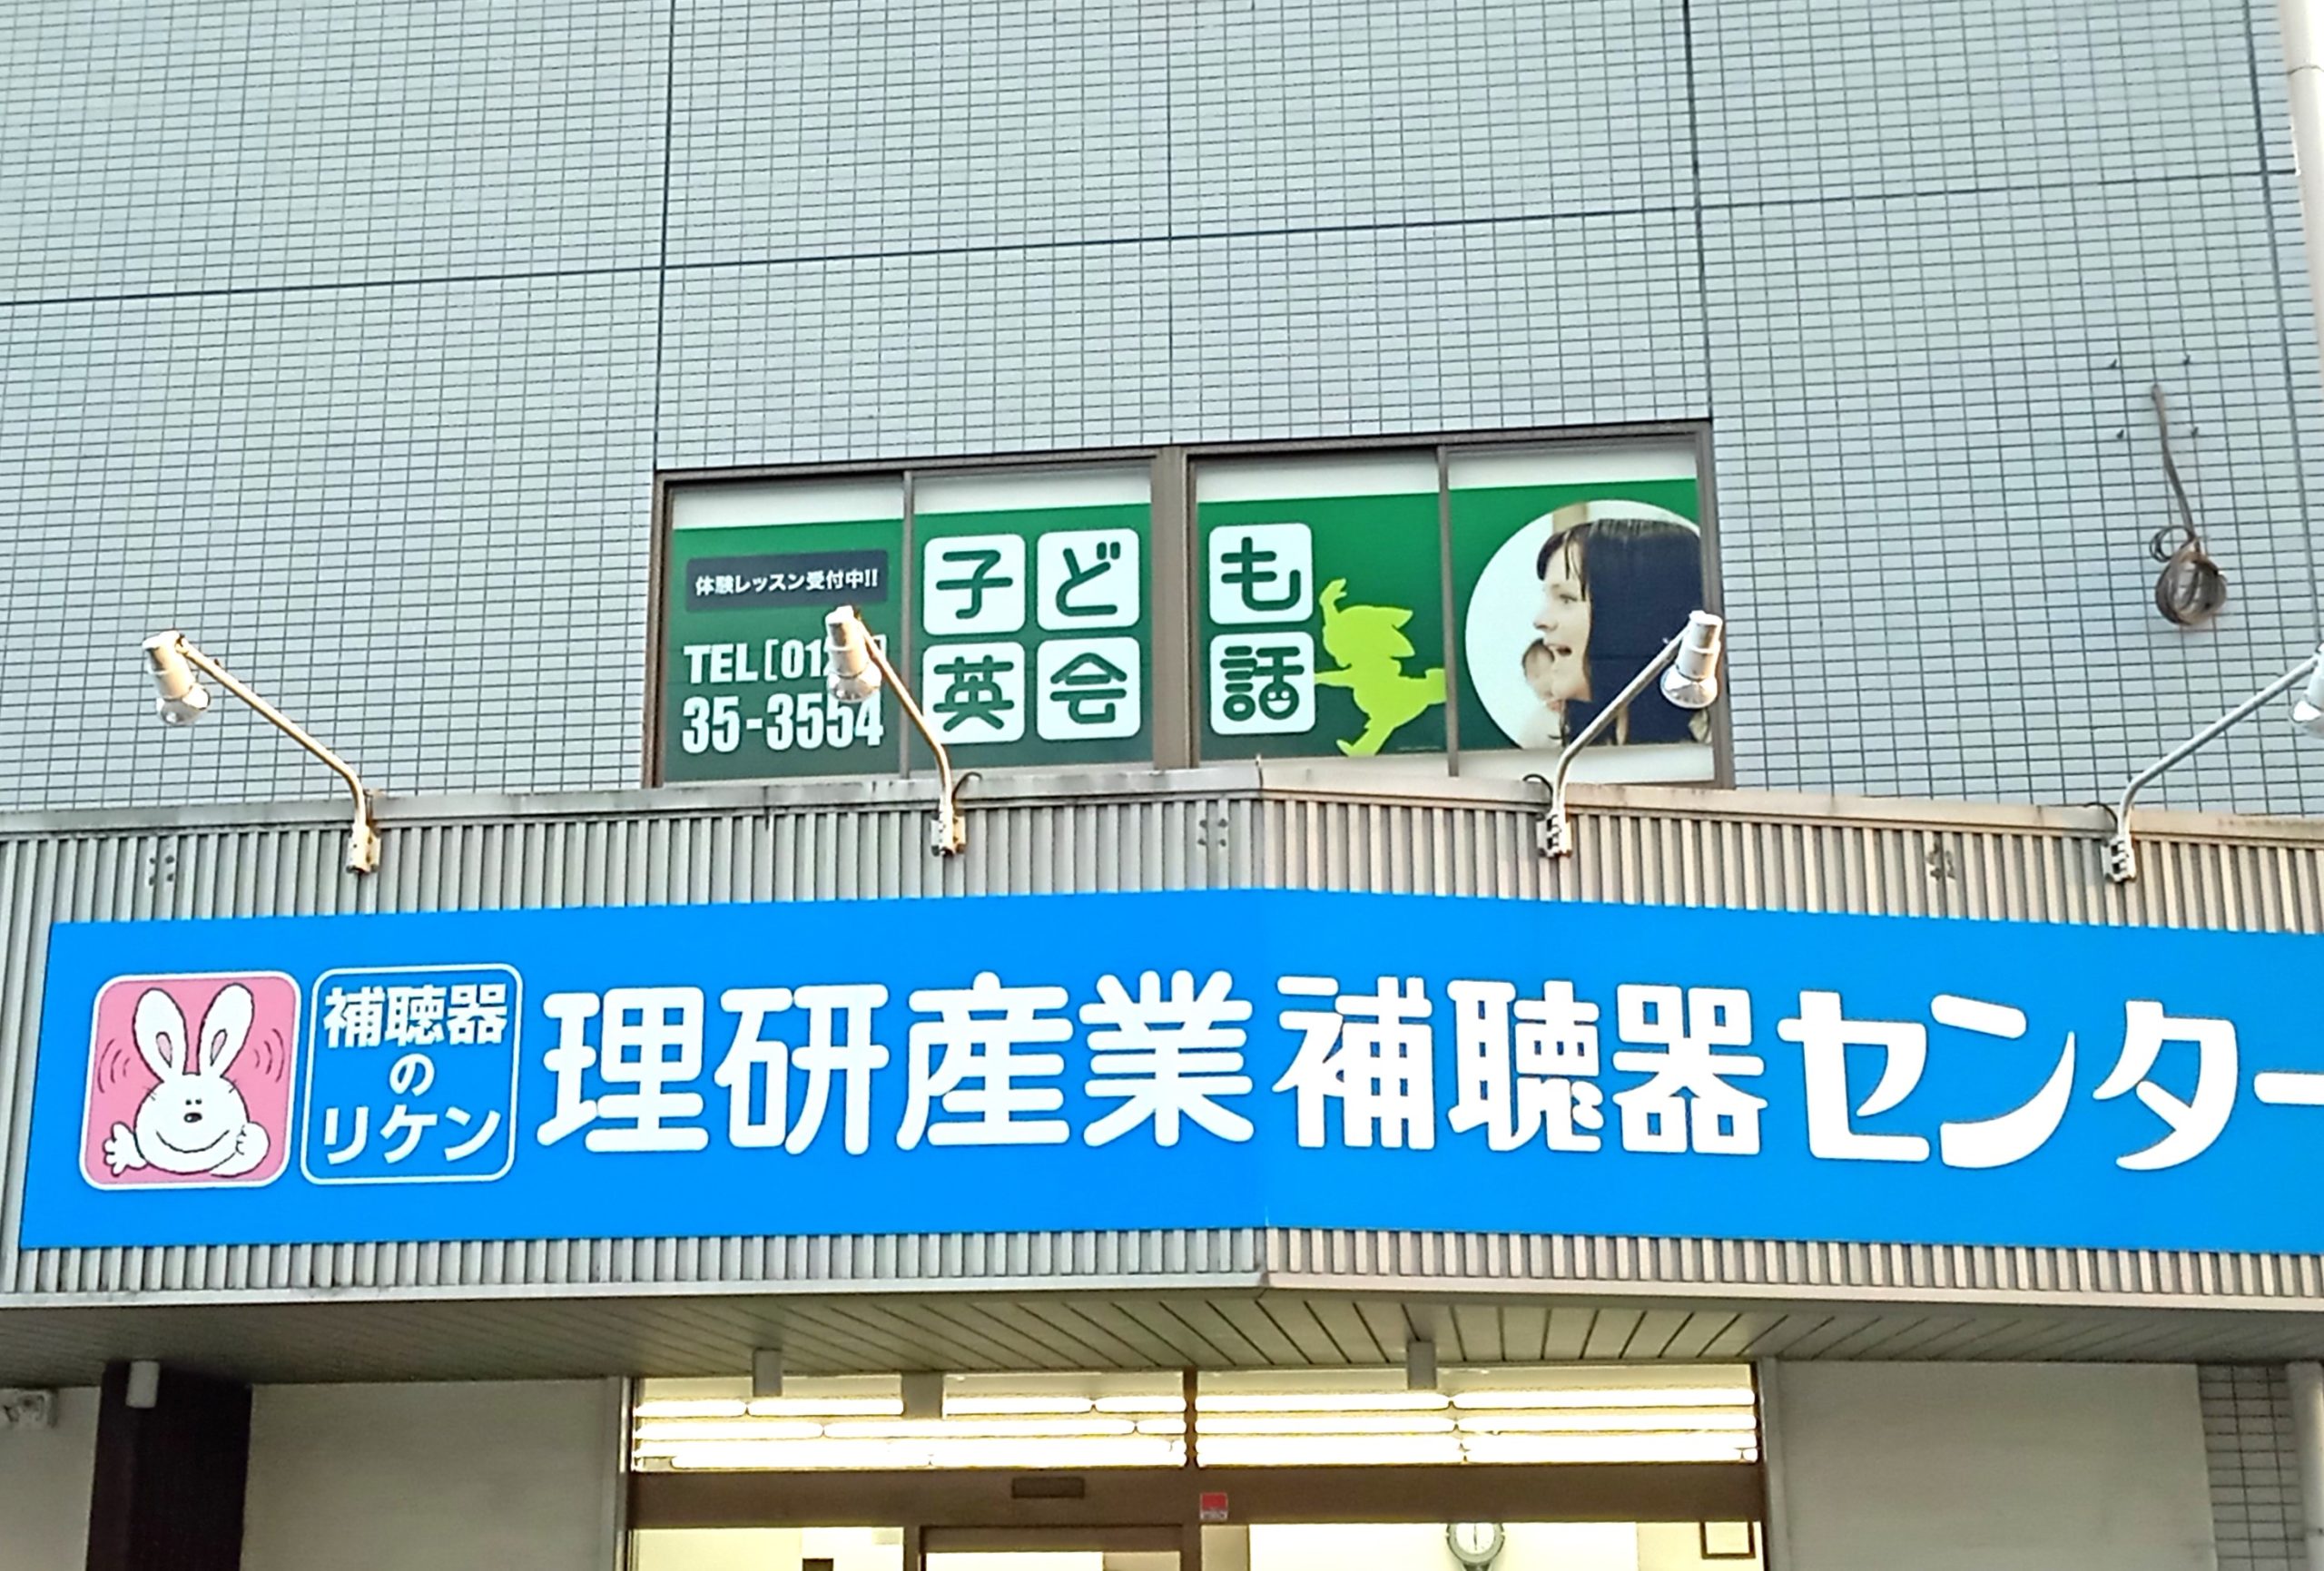 体験レッスン受付中!!
TEL［01
35-3554
子ども
英会話
補聴器
の
リケン
理研産業補聴器センター